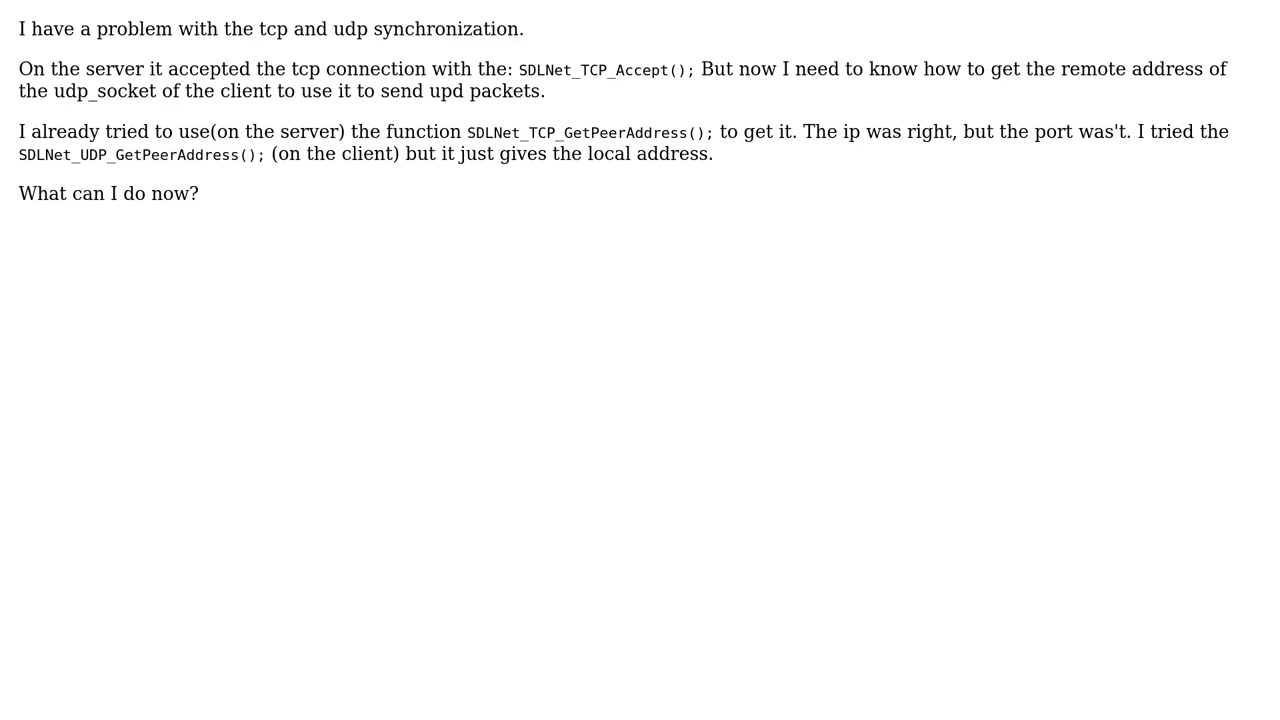 I have a problem with the tcp and udp synchronization.
On the server it accepted the tcp connection with the: SDLNet_TCP_Accept(); But now I need to know how to get the remote address of
the udp_socket of the client to use it to send upd packets.
I already tried to use(on the server) the function SDLNet_TCP_GetPeerAddress(); to get it. The ip was right, but the port was't. I tried the
SDLNet_UDP_GetPeerAddress(); (on the client) but it just gives the local address.
What can I do now?